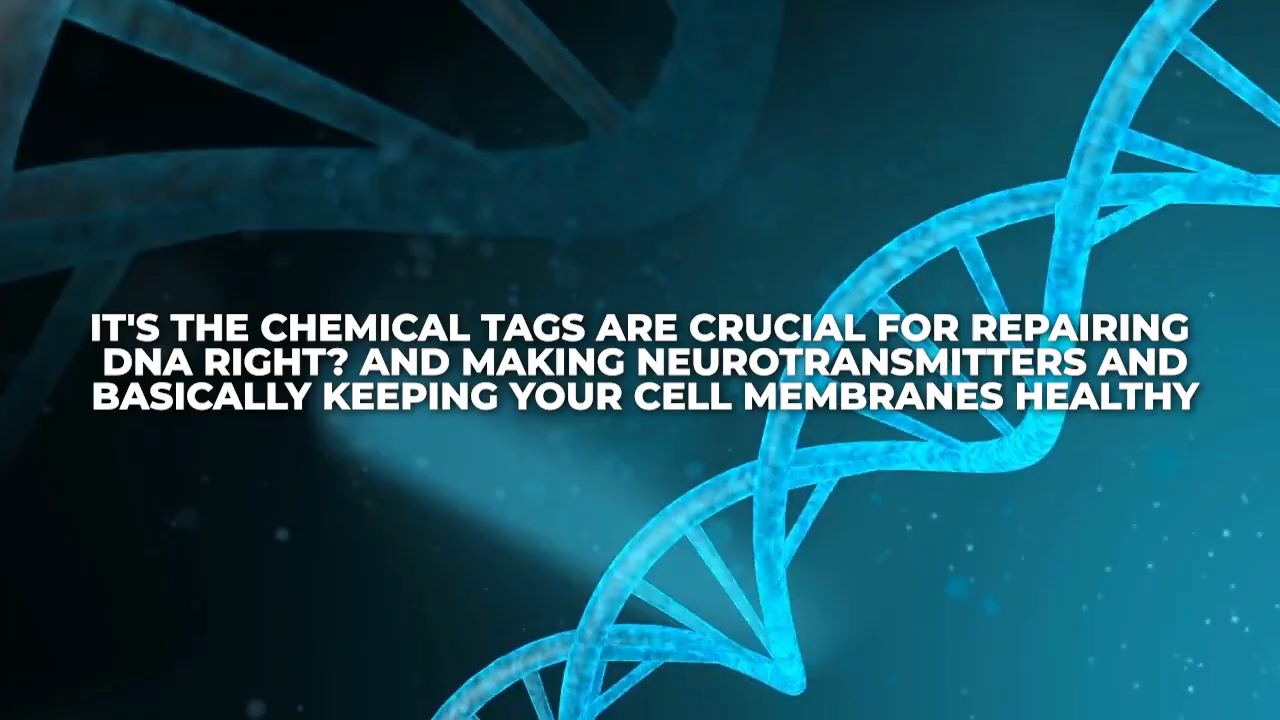 IT'S THE CHEMICAL TAGS ARE CRUCIAL FOR REPAIRING
DNA RIGHT? AND MAKING NEUROTRANSMITTERS AND
BASICALLY KEEPING YOUR CELL MEMBRANES HEALTHY